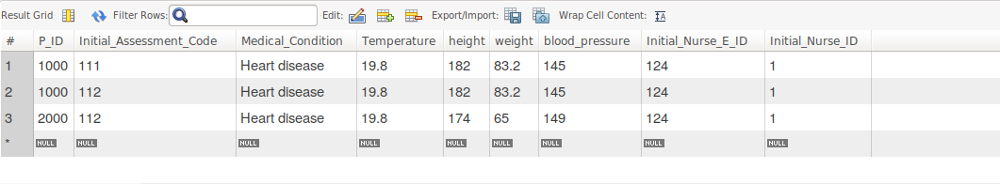 Result Grid Filter Rows: Edit: Export/Import: Wrap Cell Content: IA
# P_ID Initial_Assessment_Code Medical_Condition Temperature height weight blood_pressure Initial_Nurse_E_ID Initial_Nurse_ID
1 1000 111 Heart disease 19.8 182 83.2 145 124 1
2 1000 112 Heart disease 19.8 182 83.2 145 124 1
3 2000 112 Heart disease 19.8 174 65 149 124 1
* NULL NULL NULL NULL NULL NULL NULL NULL NULL